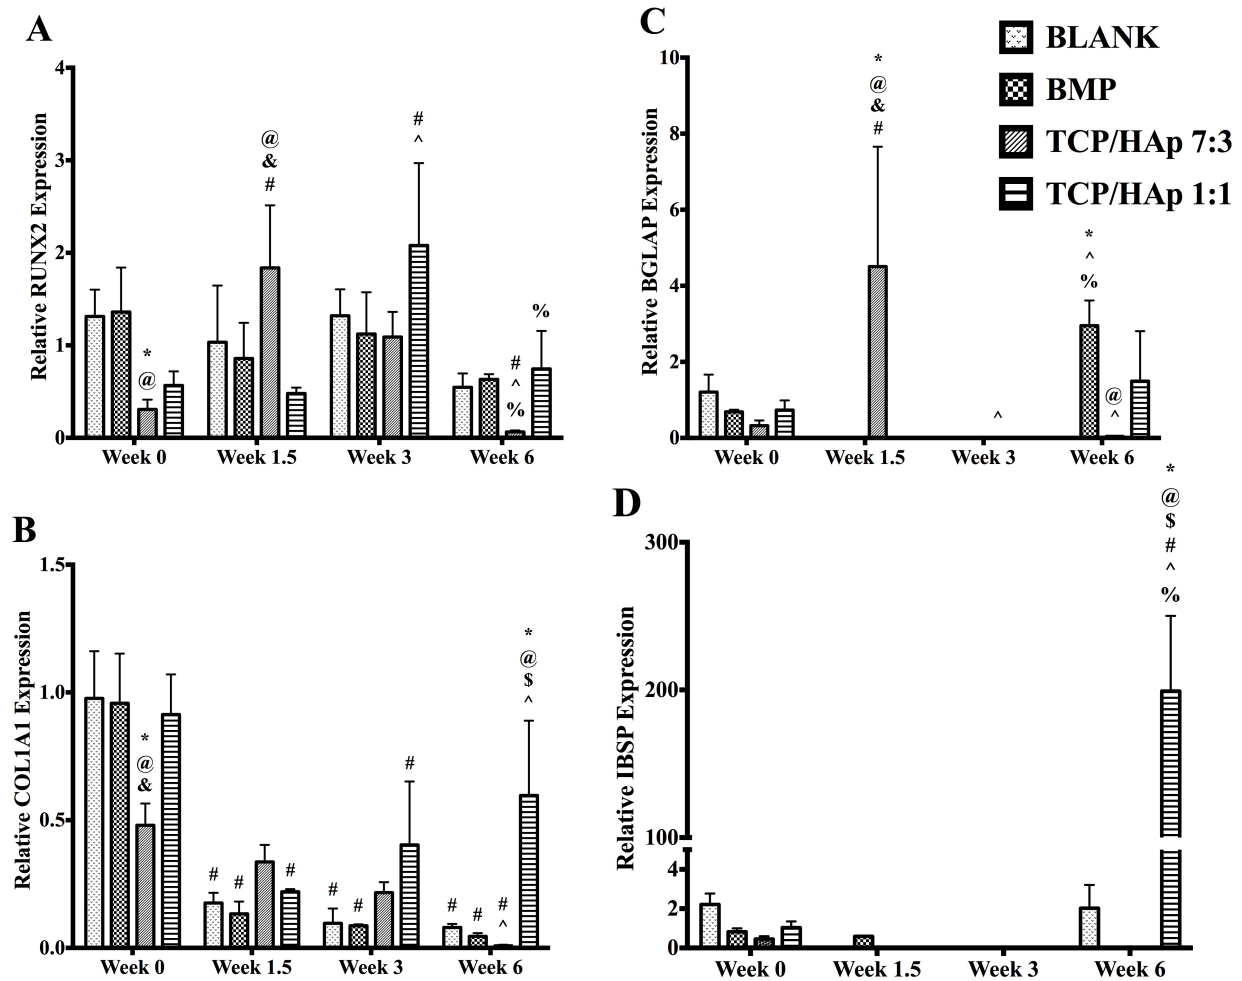 A
Relative RUNX2 Expression
4
3
2
1
0
*
@
@
&
#
#
^
#
^
%
%
Week 0 Week 1.5 Week 3 Week 6
C
Relative BGLAP Expression
10
8
6
4
2
0
*
@
&
#
^
*
^
%
@
^
Week 0 Week 1.5 Week 3 Week 6
BLANK
BMP
TCP/HAp 7:3
TCP/HAp 1:1
B
Relative COL1A1 Expression
1.5
1.0
0.5
0.0
*
@
&
# # #
# # #
# # #
^
*
@
$
^
Week 0 Week 1.5 Week 3 Week 6
D
Relative IBSP Expression
300
200
100
4
2
0
*
@
$
#
^
%
Week 0 Week 1.5 Week 3 Week 6